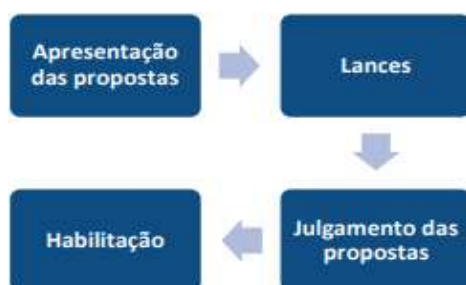 Apresentação
das propostas
Lances
Julgamento das
propostas
Habilitação